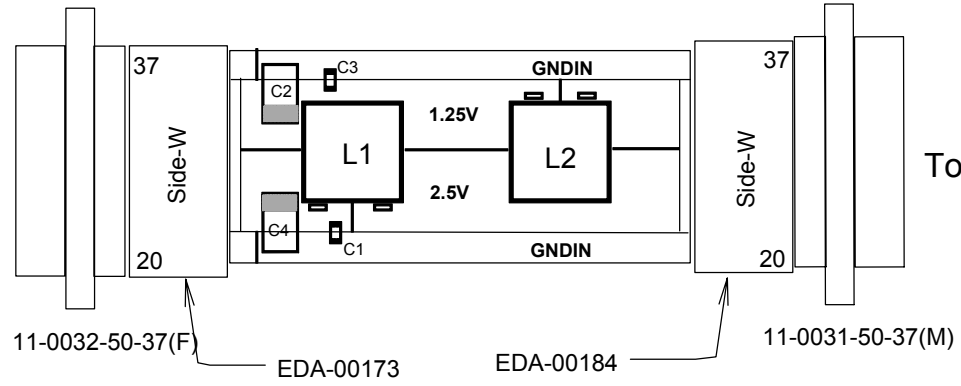 37
Side-W
20
C2
C3
GNDIN
1.25V
L1
L2
2.5V
C4
C1
GNDIN
37
Side-W
20
To
11-0032-50-37(F)
11-0031-50-37(M)
EDA-00173
EDA-00184